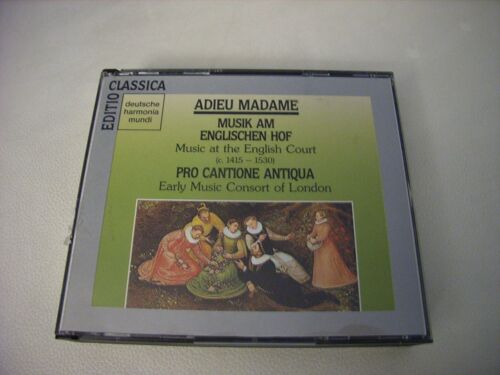 EDITIO CLASSICA
deutsche
harmonia
mundi
ADIEU MADAME
MUSIK AM
ENGLISCHEN HOF
Music at the English Court
(c. 1415 – 1530)
PRO CANTIONE ANTIQUA
Early Music Consort of London